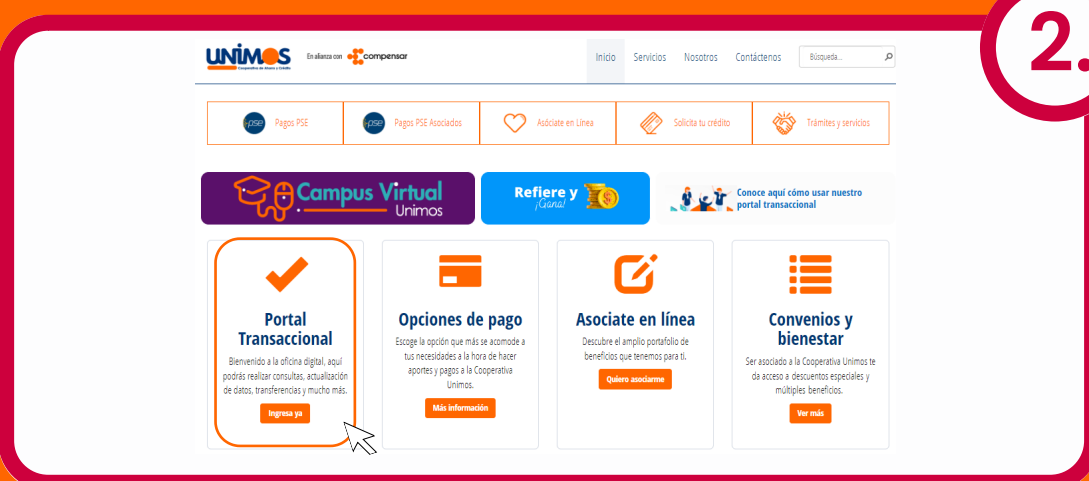 2.
UNIMOS
Cooperativa de Ahorro y Crédito
En alianza con compensar
Inicio Servicios Nosotros Contáctenos Búsqueda...
pse Pagos PSE
pse Pagos PSE Asociados
Asóciate en Línea
Solicita tu crédito
Trámites y servicios
Campus Virtual
Unimos
Refiere y
¡Gana!
Conoce aquí cómo usar nuestro
portal transaccional
Portal
Transaccional
Bienvenido a la oficina digital, aquí
podrás realizar consultas, actualización
de datos, transferencias y mucho más.
Ingresa ya
Opciones de pago
Escoge la opción que más se acomode a
tus necesidades a la hora de hacer
aportes y pagos a la Cooperativa
Unimos.
Más información
Asociate en línea
Descubre el amplio portafolio de
beneficios que tenemos para ti.
Quiero asociarme
Convenios y
bienestar
Ser asociado a la Cooperativa Unimos te
da acceso a descuentos especiales y
múltiples beneficios.
Ver más